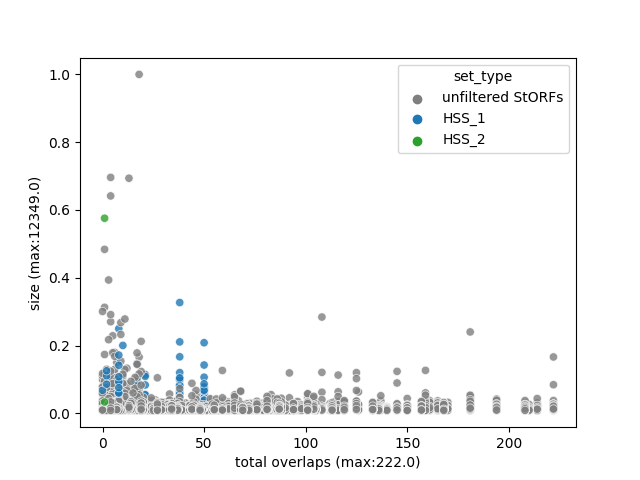 set_type
unfiltered StORFs
HSS_1
HSS_2
1.0
0.8
0.6
0.4
0.2
0.0
size (max:12349.0)
0 50 100 150 200
total overlaps (max:222.0)